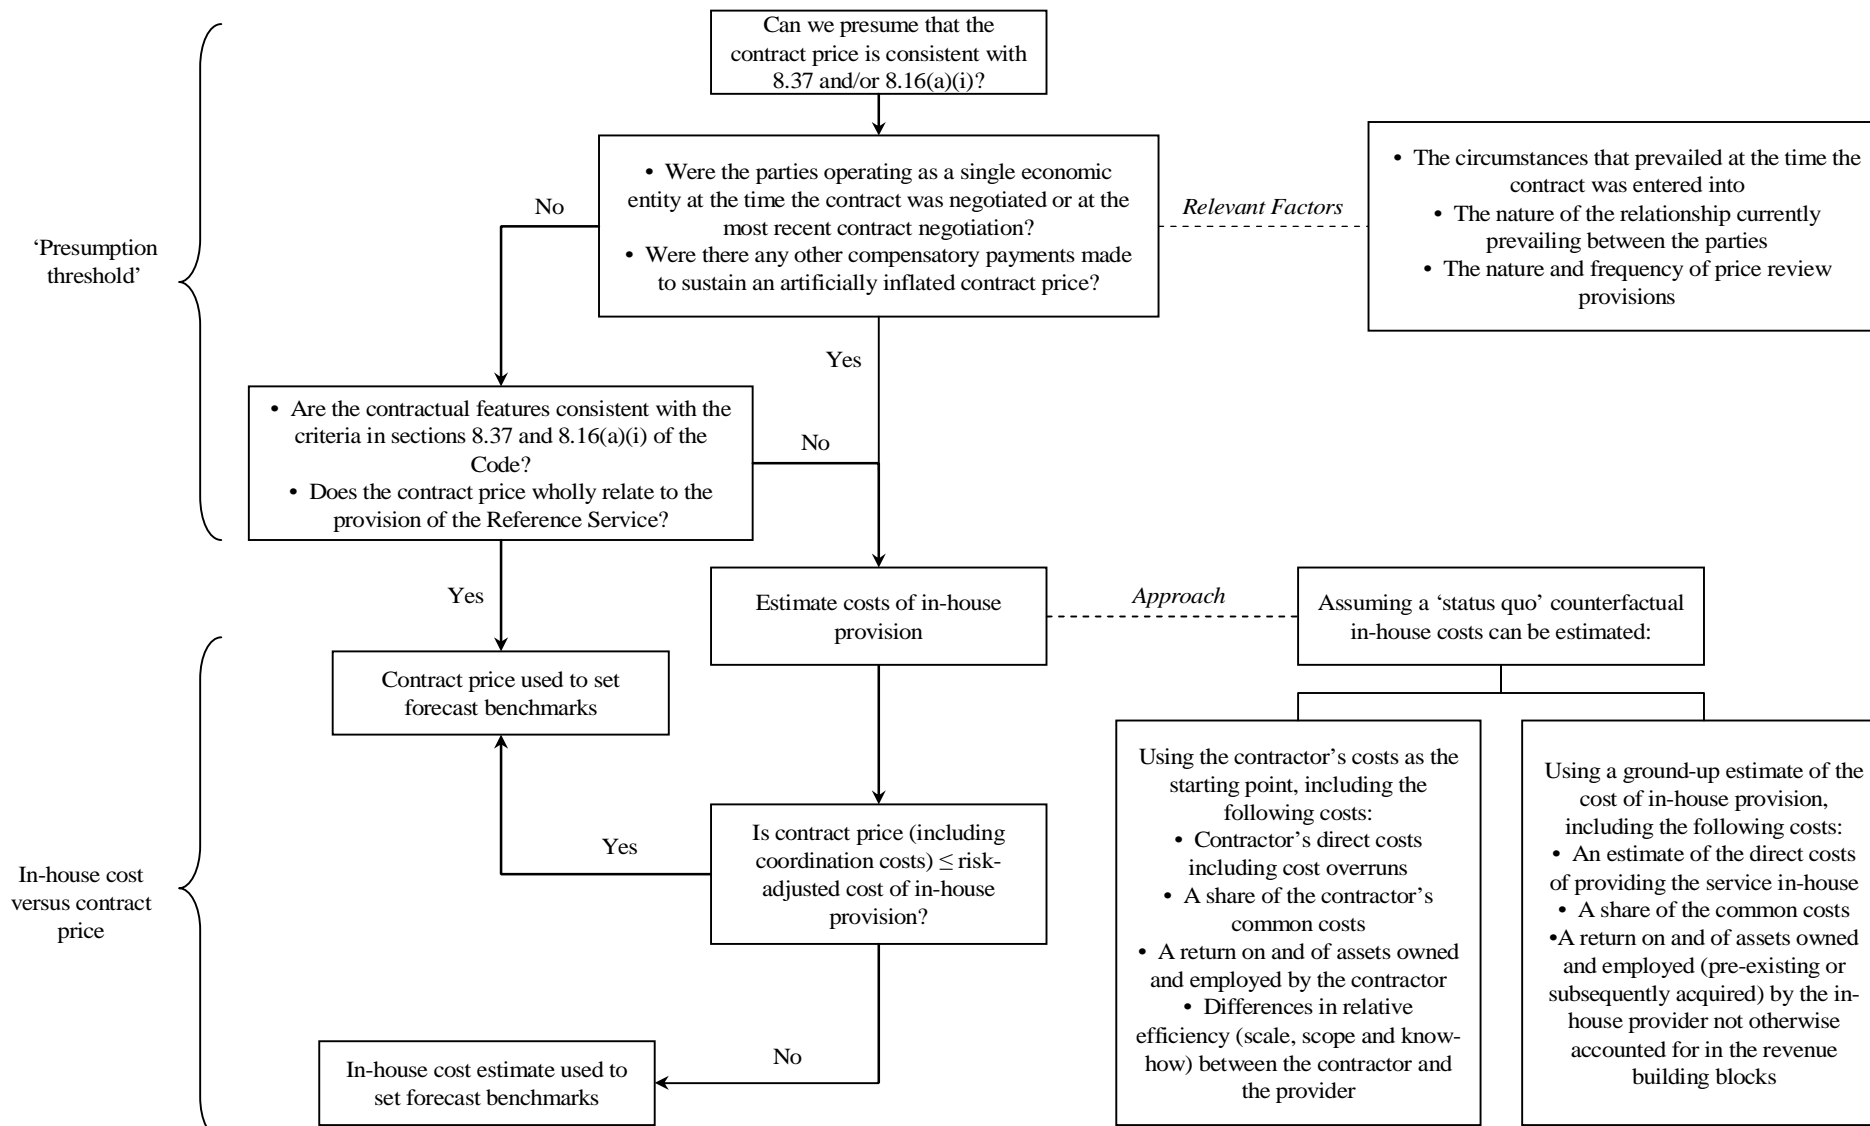 Can we presume that the
contract price is consistent with
8.37 and/or 8.16(a)(i)?
• Were the parties operating as a single economic
entity at the time the contract was negotiated or at the
most recent contract negotiation?
• Were there any other compensatory payments made
to sustain an artificially inflated contract price?
Relevant Factors
• The circumstances that prevailed at the time the
contract was entered into
• The nature of the relationship currently
prevailing between the parties
• The nature and frequency of price review
provisions
No
'Presumption
threshold'
Yes
• Are the contractual features consistent with the
criteria in sections 8.37 and 8.16(a)(i) of the
Code?
• Does the contract price wholly relate to the
provision of the Reference Service?
No
Yes
Estimate costs of in-house
provision
Approach
Assuming a 'status quo' counterfactual
in-house costs can be estimated:
Contract price used to set
forecast benchmarks
In-house cost
versus contract
price
Yes
Is contract price (including
coordination costs) ≤ risk-
adjusted cost of in-house
provision?
Using the contractor's costs as the
starting point, including the
following costs:
• Contractor's direct costs
including cost overruns
• A share of the contractor's
common costs
• A return on and of assets owned
and employed by the contractor
• Differences in relative
efficiency (scale, scope and know-
how) between the contractor and
the provider
Using a ground-up estimate of the
cost of in-house provision,
including the following costs:
• An estimate of the direct costs
of providing the service in-house
• A share of the common costs
•A return on and of assets owned
and employed (pre-existing or
subsequently acquired) by the in-
house provider not otherwise
accounted for in the revenue
building blocks
No
In-house cost estimate used to
set forecast benchmarks